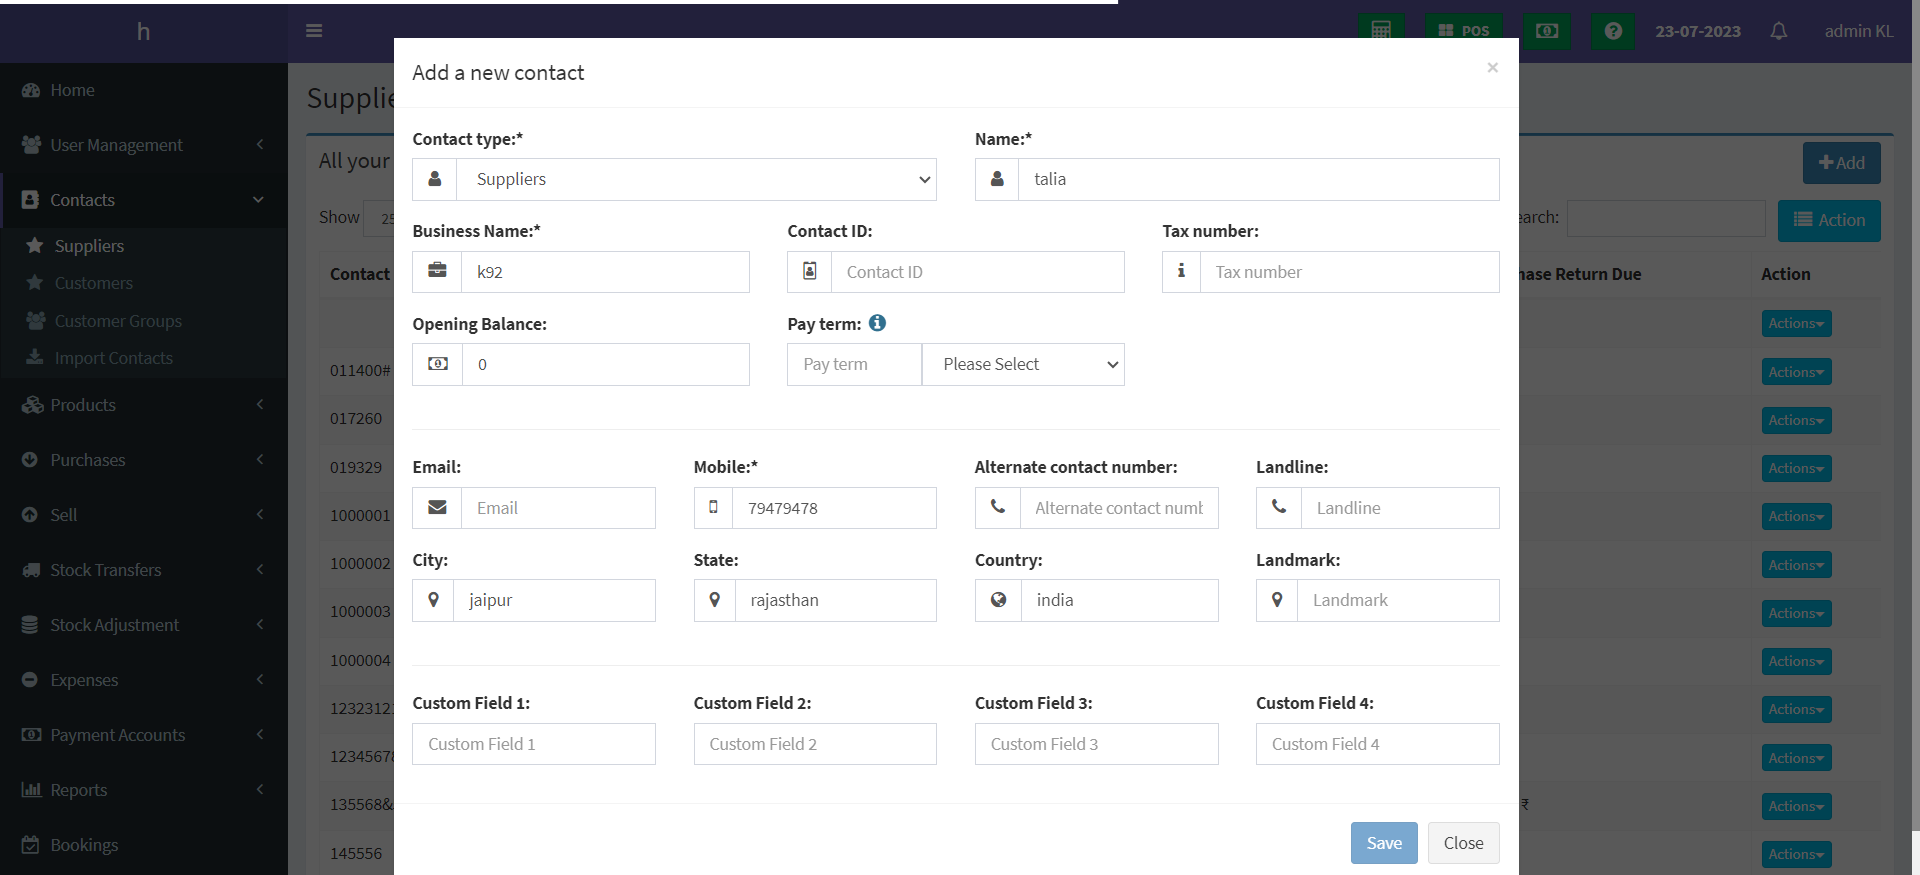 h
POS
23-07-2023
admin KL
Home
User Management
Contacts
Suppliers
Customers
Customer Groups
Import Contacts
Products
Purchases
Sell
Stock Transfers
Stock Adjustment
Expenses
Payment Accounts
Reports
Bookings
Supplie
All your
Add
Show 25
earch:
Action
Contact
hase Return Due
Action
Actions
011400#
Actions
017260
Actions
019329
Actions
1000001
Actions
1000002
Actions
1000003
Actions
1000004
Actions
1232312
Actions
12345678
Actions
135568&
₹
Actions
145556
Actions
Add a new contact
×
Contact type:*
Name:*
Suppliers
talia
Business Name:*
Contact ID:
Tax number:
k92
Contact ID
Tax number
Opening Balance:
Pay term:
0
Pay term
Please Select
Email:
Mobile:*
Alternate contact number:
Landline:
Email
79479478
Alternate contact numb
Landline
City:
State:
Country:
Landmark:
jaipur
rajasthan
india
Landmark
Custom Field 1:
Custom Field 2:
Custom Field 3:
Custom Field 4:
Custom Field 1
Custom Field 2
Custom Field 3
Custom Field 4
Save
Close